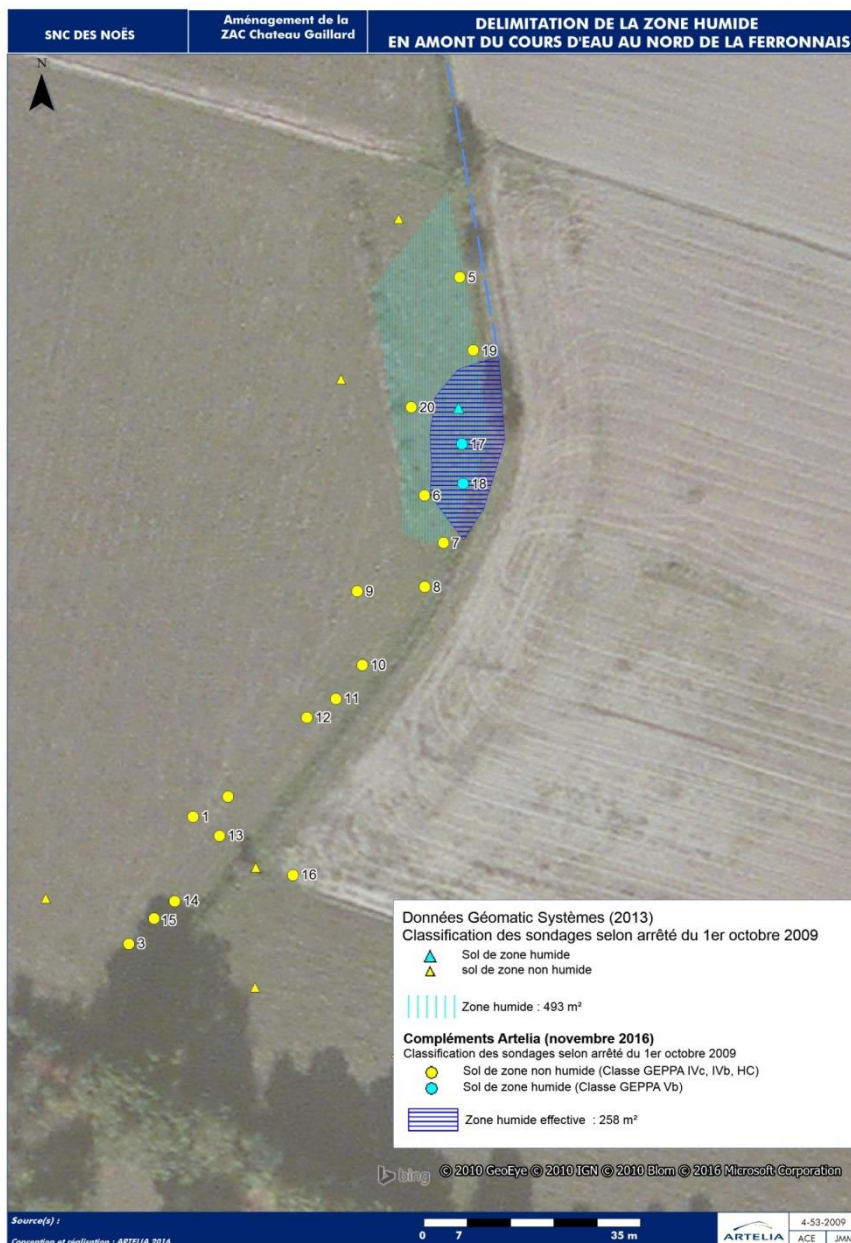 SNC DES NOËS
Aménagement de la
ZAC Chateau Gaillard
DELIMITATION DE LA ZONE HUMIDE
EN AMONT DU COURS D'EAU AU NORD DE LA FERRONNAIS
N
5
19
20
17
18
6
7
8
9
10
11
12
1
13
16
14
15
3
Données Géomatic Systèmes (2013)
Classification des sondages selon arrêté du 1er octobre 2009
Sol de zone humide
sol de zone non humide
Zone humide : 493 m²
Compléments Artelia (novembre 2016)
Classification des sondages selon arrêté du 1er octobre 2009
Sol de zone non humide (Classe GEPPA IVc, IVb, HC)
Sol de zone humide (Classe GEPPA Vb)
Zone humide effective : 258 m²
bing © 2010 GeoEye © 2010 IGN © 2010 Blom © 2016 Microsoft Corporation
Source(s) :
Conception et réalisation : ARTELIA 2016
0 7 35 m
ARTELIA
4-53-2009
ACE JMM